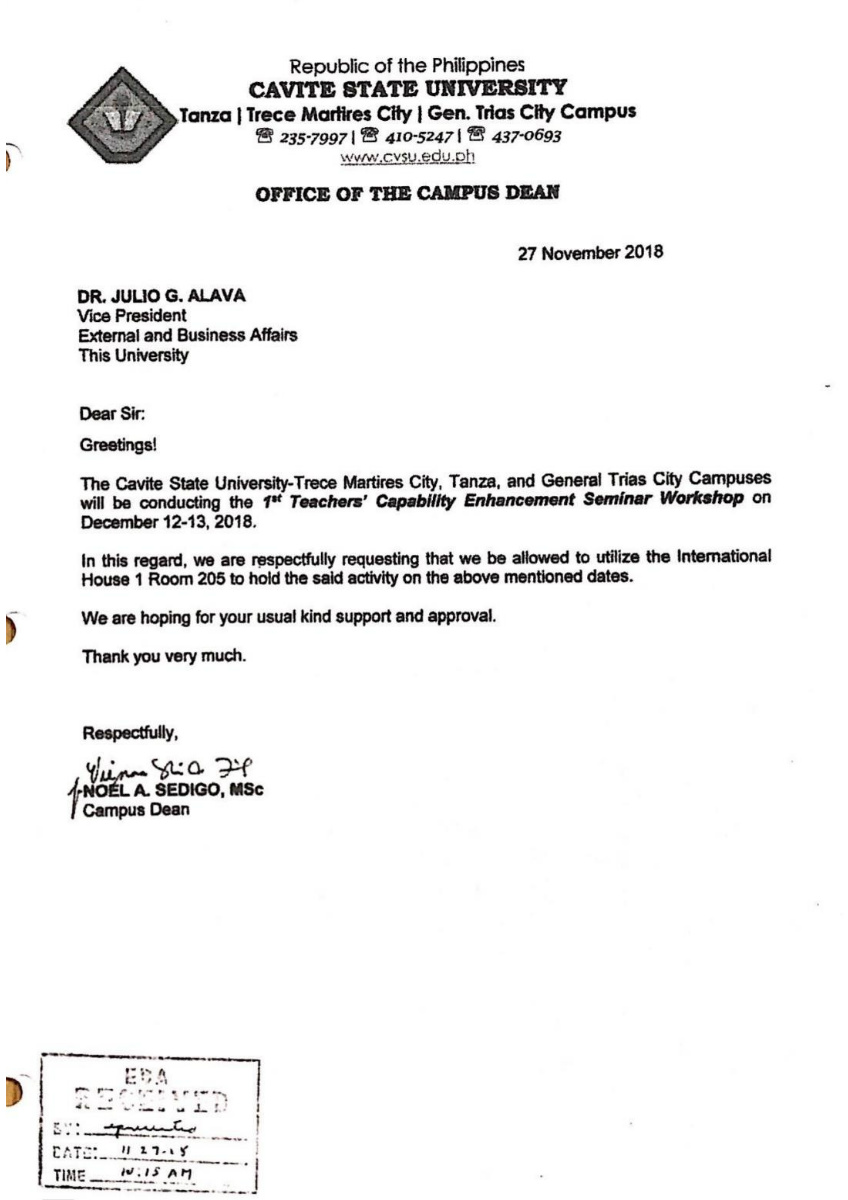 Republic of the Philippines
CAVITE STATE UNIVERSITY
Tanza | Trece Martires City | Gen. Trias City Campus
☎ 235-7997 | ☎ 410-5247 | ☎ 437-0693
www.cvsu.edu.ph
OFFICE OF THE CAMPUS DEAN
27 November 2018
DR. JULIO G. ALAVA
Vice President
External and Business Affairs
This University
Dear Sir:
Greetings!
The Cavite State University-Trece Martires City, Tanza, and General Trias City Campuses
will be conducting the 1st Teachers' Capability Enhancement Seminar Workshop on
December 12-13, 2018.
In this regard, we are respectfully requesting that we be allowed to utilize the International
House 1 Room 205 to hold the said activity on the above mentioned dates.
We are hoping for your usual kind support and approval.
Thank you very much.
Respectfully,
NOEL A. SEDIGO, MSc
Campus Dean
EBA
RECEIVED
BY:
DATE: 11 27-18
TIME 10:15 AM